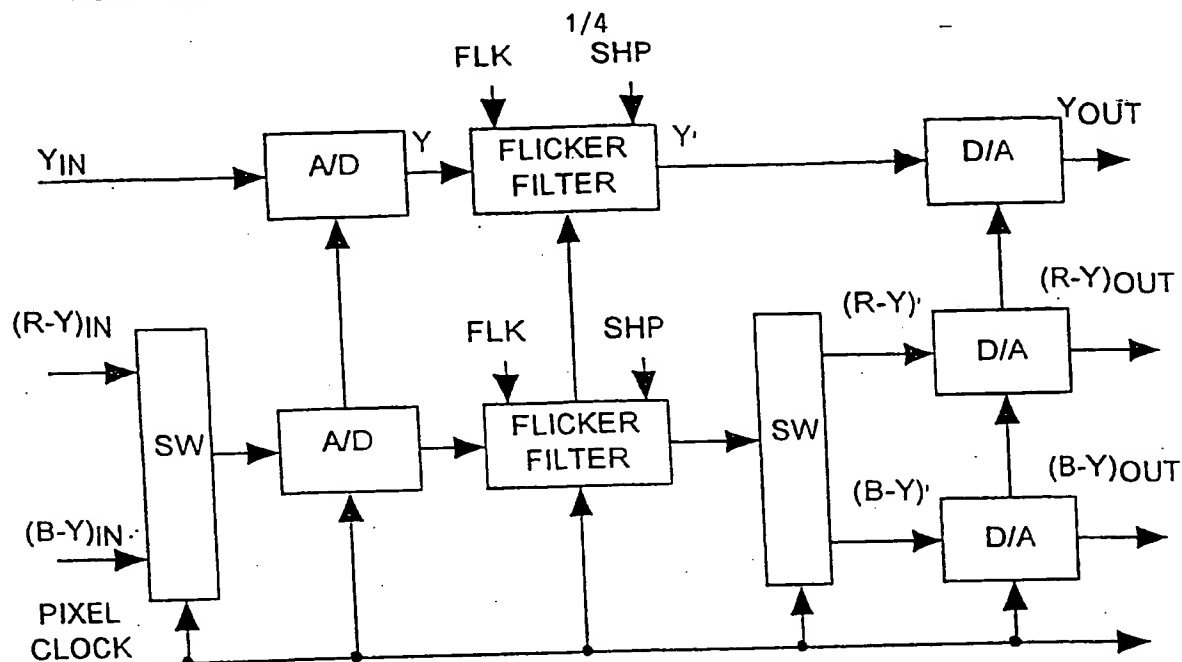 1/4
FLK
SHP
YIN
A/D
Y
FLICKER
FILTER
Y'
D/A
YOUT
(R-Y)IN
SW
A/D
FLK
SHP
FLICKER
FILTER
SW
(R-Y)'
D/A
(R-Y)OUT
(B-Y)IN
(B-Y)'
D/A
(B-Y)OUT
PIXEL
CLOCK